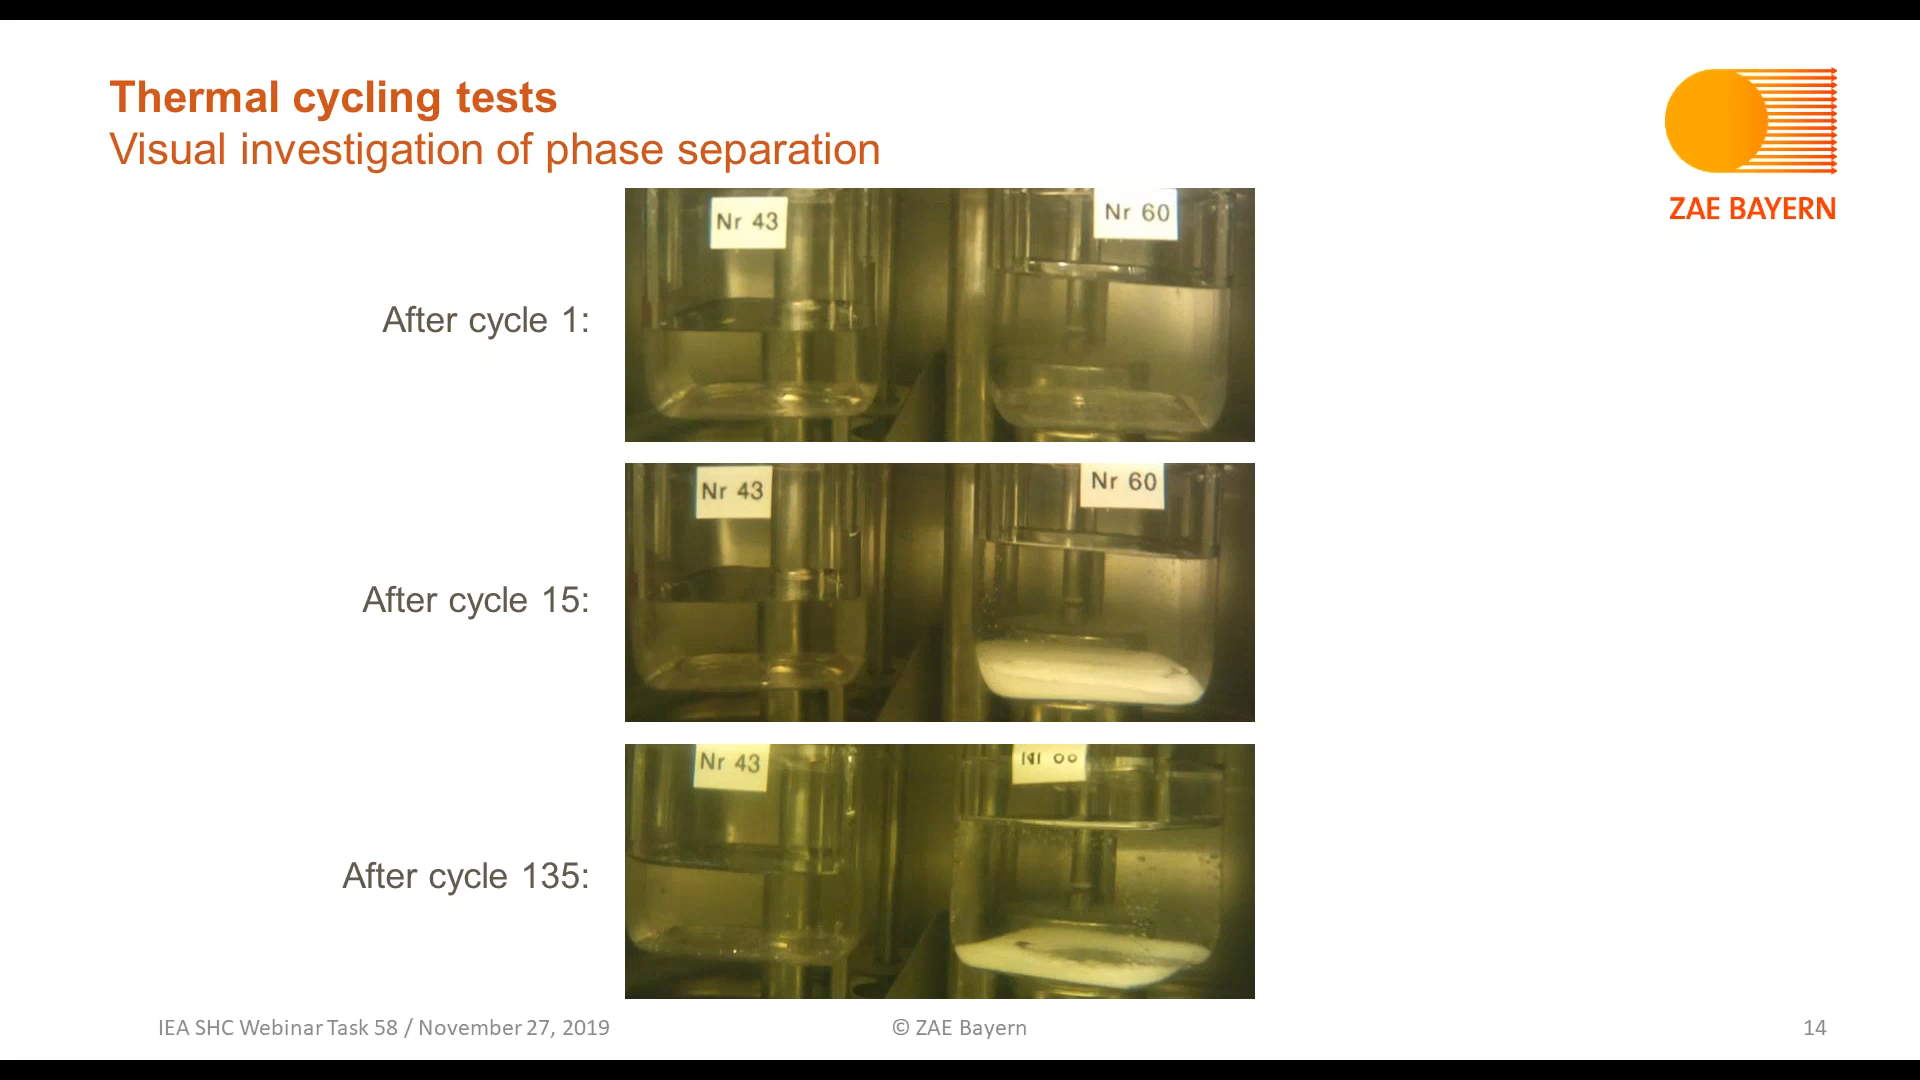 Thermal cycling tests
Visual investigation of phase separation
ZAE BAYERN
After cycle 1:
Nr 43
Nr 60
After cycle 15:
Nr 43
Nr 60
After cycle 135:
Nr 43
IEA SHC Webinar Task 58 / November 27, 2019
© ZAE Bayern
14